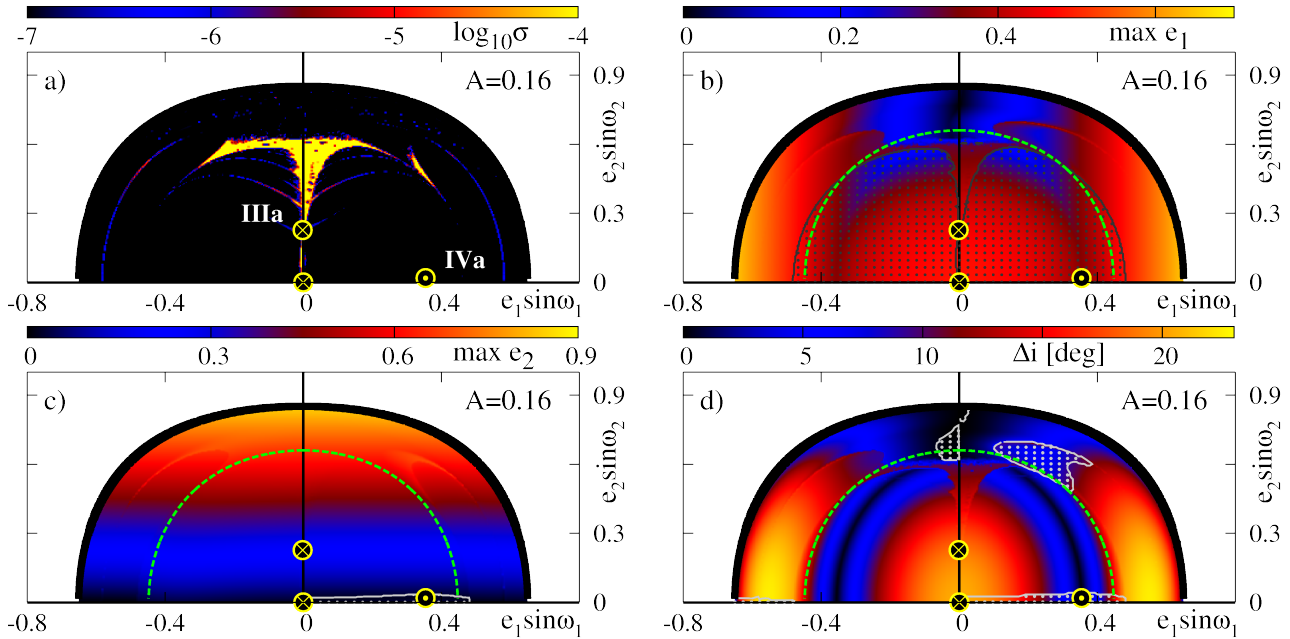 -7 -6 -5 -4
log₁₀σ
a) A=0.16
0.9
0.3
0
e₂sinω₂
IIIa
IVa
-0.8 -0.4 0 0.4 e₁sinω₁
0 0.2 0.4
max e₁
b) A=0.16
0.9
0.3
0
e₂sinω₂
-0.8 -0.4 0 0.4 e₁sinω₁
0 0.3 0.6 0.9
max e₂
c) A=0.16
0.9
0.3
0
e₂sinω₂
-0.8 -0.4 0 0.4 e₁sinω₁
0 5 10 20
Δi [deg]
d) A=0.16
0.9
0.3
0
e₂sinω₂
-0.8 -0.4 0 0.4 e₁sinω₁